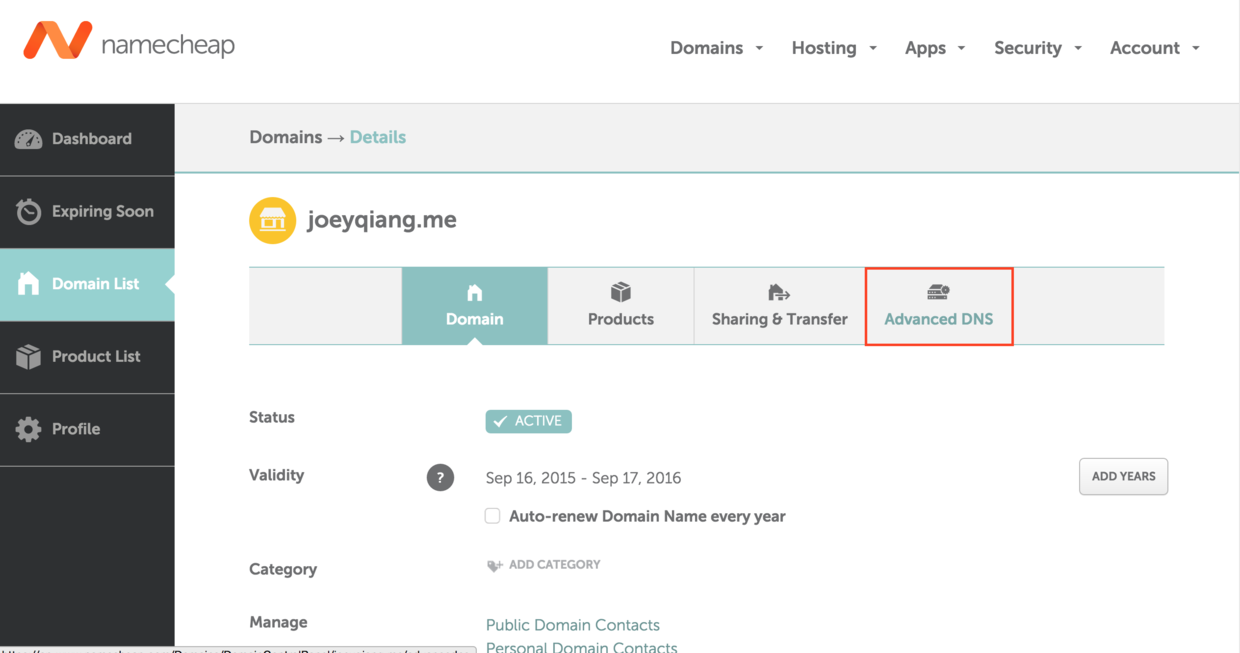 namecheap
Domains
Hosting
Apps
Security
Account
Dashboard
Expiring Soon
Domain List
Product List
Profile
Domains → Details
joeyqiang.me
Domain
Products
Sharing & Transfer
Advanced DNS
Status
ACTIVE
Validity
?
Sep 16, 2015 - Sep 17, 2016
ADD YEARS
Auto-renew Domain Name every year
Category
ADD CATEGORY
Manage
Public Domain Contacts
Personal Domain Contacts